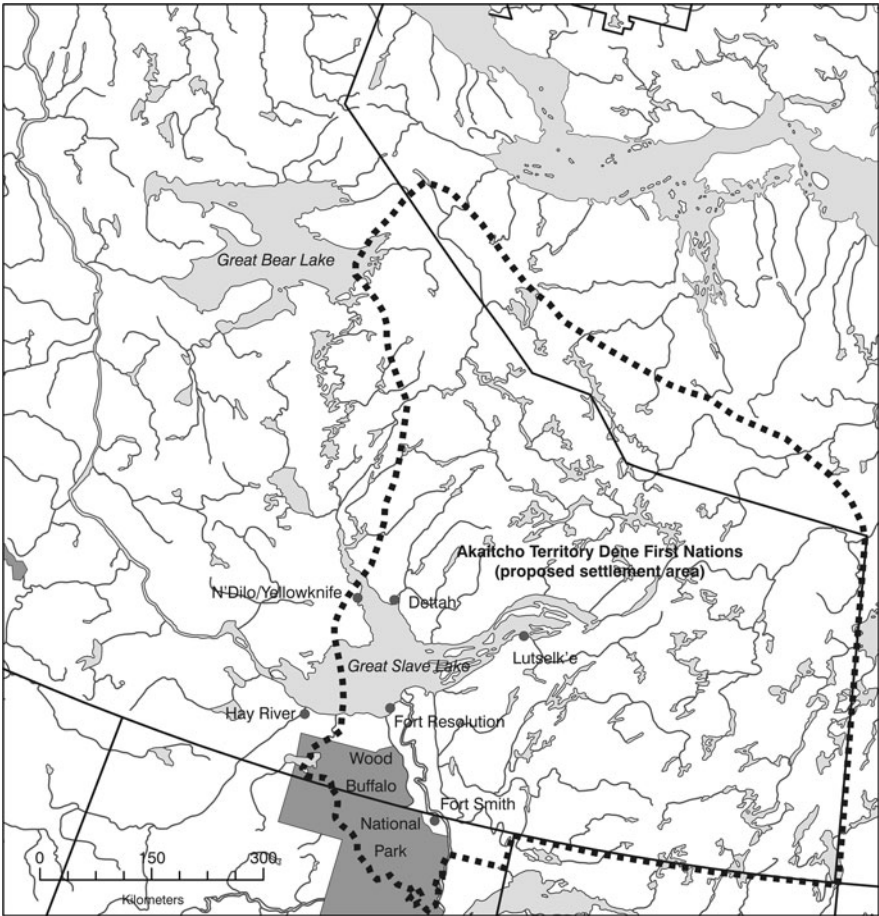 Great Bear Lake
Akaitcho Territory Dene First Nations
(proposed settlement area)
N'Dilo/Yellowknife
Dettah
Lutselk'e
Great Slave Lake
Hay River
Fort Resolution
Wood
Buffalo
National
Park
Fort Smith
0 150 300
Kilometers